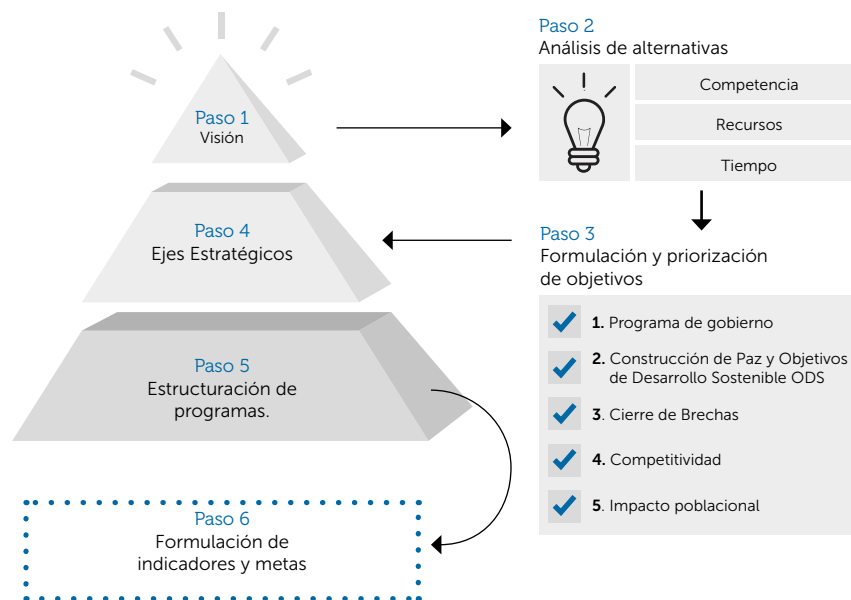 Paso 1
Visión
Paso 2
Análisis de alternativas
Competencia
Recursos
Tiempo
Paso 3
Formulación y priorización
de objetivos
1. Programa de gobierno
2. Construcción de Paz y Objetivos
de Desarrollo Sostenible ODS
3. Cierre de Brechas
4. Competitividad
5. Impacto poblacional
Paso 4
Ejes Estratégicos
Paso 5
Estructuración de
programas.
Paso 6
Formulación de
indicadores y metas